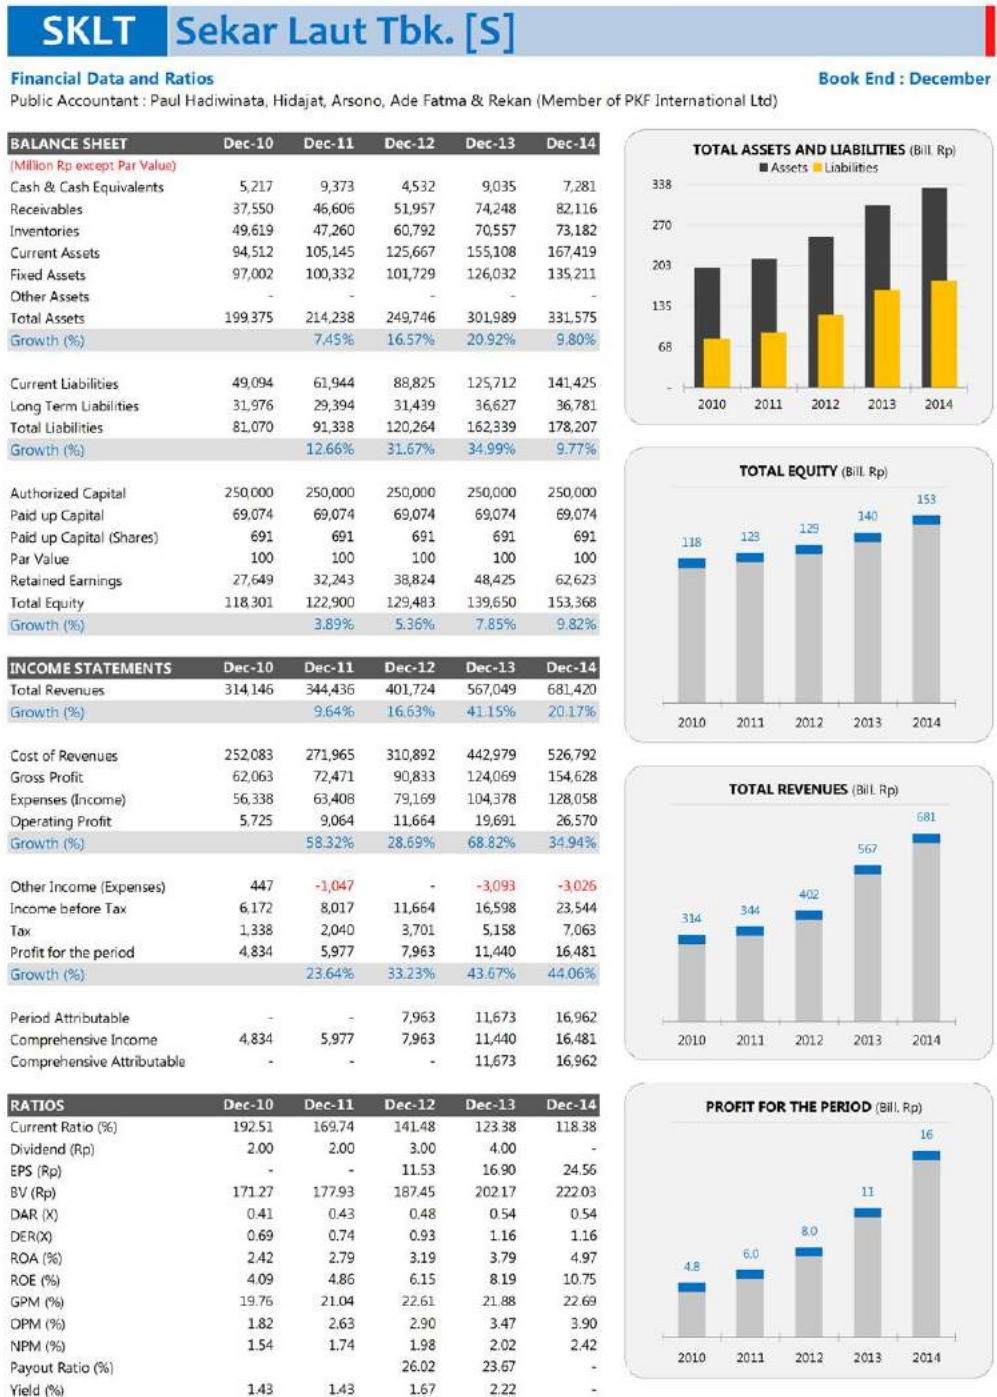 SKLT Sekar Laut Tbk. [S]
Financial Data and Ratios Book End : December
Public Accountant : Paul Hadiwinata, Hidajat, Arsono, Ade Fatma & Rekan (Member of PKF International Ltd)
BALANCE SHEET Dec-10 Dec-11 Dec-12 Dec-13 Dec-14
(Million Rp except Par Value)
Cash & Cash Equivalents 5,217 9,373 4,532 9,035 7,281
Receivables 37,550 46,606 51,957 74,248 82,116
Inventories 49,619 47,260 60,792 70,557 73,182
Current Assets 94,512 105,145 125,667 155,108 167,419
Fixed Assets 97,002 100,332 101,729 126,032 135,211
Other Assets - - - - -
Total Assets 199,375 214,238 249,746 301,989 331,575
Growth (%) 7.45% 16.57% 20.92% 9.80%
Current Liabilities 49,094 61,944 88,825 125,712 141,425
Long Term Liabilities 31,976 29,394 31,439 36,627 36,781
Total Liabilities 81,070 91,338 120,264 162,339 178,207
Growth (%) 12.66% 31.67% 34.99% 9.77%
Authorized Capital 250,000 250,000 250,000 250,000 250,000
Paid up Capital 69,074 69,074 69,074 69,074 69,074
Paid up Capital (Shares) 691 691 691 691 691
Par Value 100 100 100 100 100
Retained Earnings 27,649 32,243 38,824 48,425 62,623
Total Equity 118,301 122,900 129,483 139,650 153,368
Growth (%) 3.89% 5.36% 7.85% 9.82%
INCOME STATEMENTS Dec-10 Dec-11 Dec-12 Dec-13 Dec-14
Total Revenues 314,146 344,436 401,724 567,049 681,420
Growth (%) 9.64% 16.63% 41.15% 20.17%
Cost of Revenues 252,083 271,965 310,892 442,979 526,792
Gross Profit 62,063 72,471 90,833 124,069 154,628
Expenses (Income) 56,338 63,408 79,169 104,378 128,058
Operating Profit 5,725 9,064 11,664 19,691 26,570
Growth (%) 58.32% 28.69% 68.82% 34.94%
Other Income (Expenses) 447 -1,047 - -3,093 -3,026
Income before Tax 6,172 8,017 11,664 16,598 23,544
Tax 1,338 2,040 3,701 5,158 7,063
Profit for the period 4,834 5,977 7,963 11,440 16,481
Growth (%) 23.64% 33.23% 43.67% 44.06%
Period Attributable - - 7,963 11,673 16,962
Comprehensive Income 4,834 5,977 7,963 11,440 16,481
Comprehensive Attributable - - - 11,673 16,962
RATIOS Dec-10 Dec-11 Dec-12 Dec-13 Dec-14
Current Ratio (%) 192.51 169.74 141.48 123.38 118.38
Dividend (Rp) 2.00 2.00 3.00 4.00 -
EPS (Rp) - - 11.53 16.90 24.56
BV (Rp) 171.27 177.93 187.45 202.17 222.03
DAR (X) 0.41 0.43 0.48 0.54 0.54
DER(X) 0.69 0.74 0.93 1.16 1.16
ROA (%) 2.42 2.79 3.19 3.79 4.97
ROE (%) 4.09 4.86 6.15 8.19 10.75
GPM (%) 19.76 21.04 22.61 21.88 22.69
OPM (%) 1.82 2.63 2.90 3.47 3.90
NPM (%) 1.54 1.74 1.98 2.02 2.42
Payout Ratio (%) 26.02 23.67 -
Yield (%) 1.43 1.43 1.67 2.22 -
TOTAL ASSETS AND LIABILITIES (Bill. Rp)
Assets Liabilities
338
270
203
135
68
-
2010 2011 2012 2013 2014
TOTAL EQUITY (Bill. Rp)
118 123 129 140 153
2010 2011 2012 2013 2014
TOTAL REVENUES (Bill. Rp)
314 344 402 567 681
2010 2011 2012 2013 2014
PROFIT FOR THE PERIOD (Bill. Rp)
4.8 6.0 8.0 11 16
2010 2011 2012 2013 2014